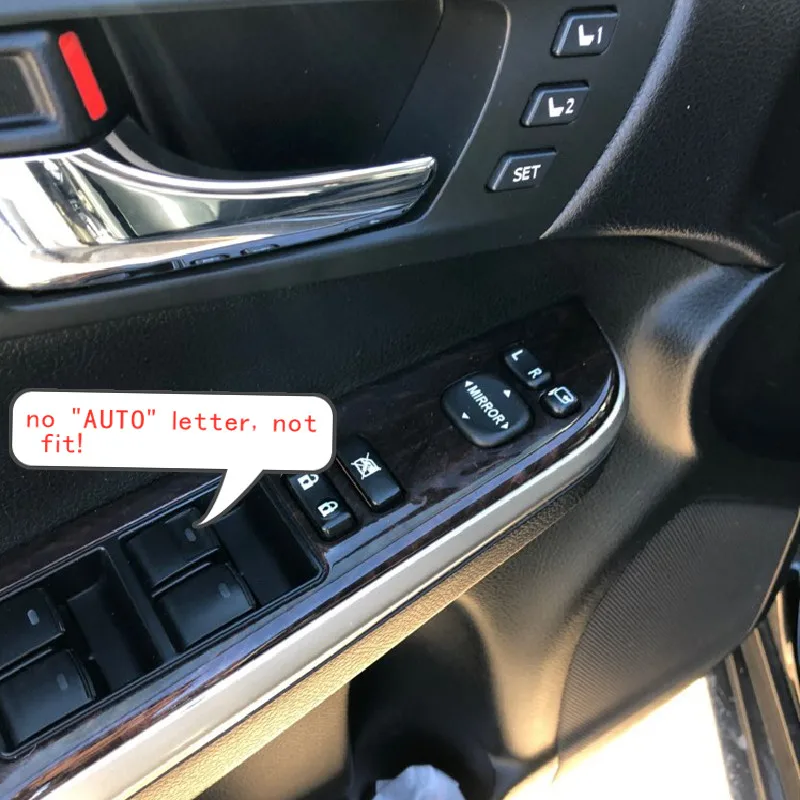 1
2
SET
L
R
MIRROR
no "AUTO" letter, not
fit!